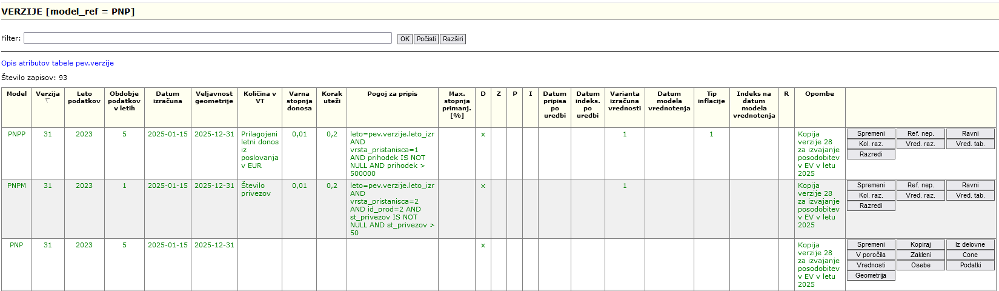 VERZIJE [model_ref = PNP]
Filter: OK Počisti Razširi
Opis atributov tabele pev.verzije
Število zapisov: 93
Model
Verzija
Leto
podatkov
Obdobje
podatkov
v letih
Datum
izračuna
Veljavnost
geometrije
Količina v
VT
Varna
stopnja
donosa
Korak
uteži
Pogoj za pripis
Max.
stopnja
primanj.
[%]
D
Z
P
I
Datum
pripisa
po
uredbi
Datum
indeks.
po
uredbi
Varianta
izračuna
vrednosti
Datum
modela
vrednotenja
Tip
inflacije
Indeks na
datum
modela
vrednotenja
R
Opombe
PNPP
31
2023
5
2025-01-15
2025-12-31
Prilagojeni
letni donos
iz
poslovanja
v EUR
0,01
0,2
leto=pev.verzije.leto_izr
AND
vrsta_pristanisca=1
AND prihodek IS NOT
NULL AND prihodek >
500000
x
1
1
Kopija
verzije 28
za izvajanje
posodobitev
v EV v letu
2025
Spremeni Ref. nep. Ravni
Kol. raz. Vred. raz. Vred. tab.
Razredi
PNPM
31
2023
1
2025-01-15
2025-12-31
Število
privezov
0,01
0,2
leto=pev.verzije.leto_izr
AND
vrsta_pristanisca=2
AND id_prod=2 AND
st_privezov IS NOT
NULL AND st_privezov >
50
x
1
Kopija
verzije 28
za izvajanje
posodobitev
v EV v letu
2025
Spremeni Ref. nep. Ravni
Kol. raz. Vred. raz. Vred. tab.
Razredi
PNP
31
2023
5
2025-01-15
2025-12-31
x
Kopija
verzije 28
za izvajanje
posodobitev
v EV v letu
2025
Spremeni Kopiraj Iz delovne
V poročila Zakleni Cone
Vrednosti Osebe Podatki
Geometrija